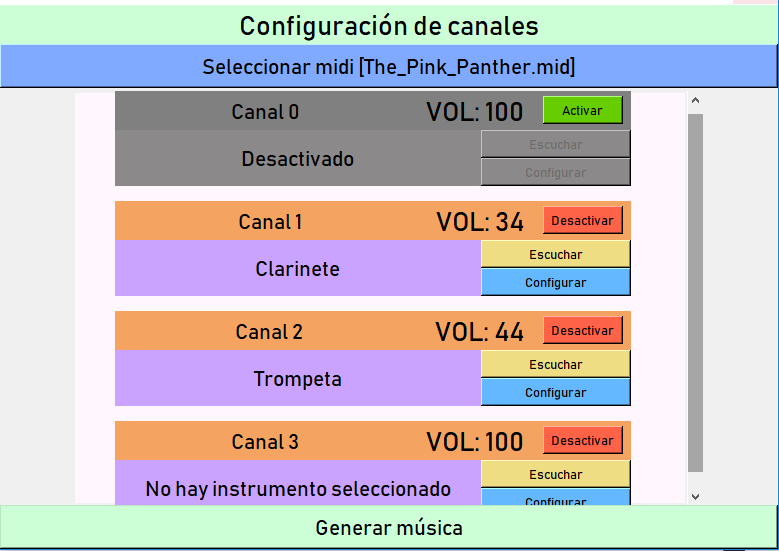 Configuración de canales
Seleccionar midi [The_Pink_Panther.mid]
Canal 0 VOL: 100 Activar
Desactivado
Escuchar
Configurar
Canal 1 VOL: 34 Desactivar
Clarinete
Escuchar
Configurar
Canal 2 VOL: 44 Desactivar
Trompeta
Escuchar
Configurar
Canal 3 VOL: 100 Desactivar
No hay instrumento seleccionado
Escuchar
Configurar
Generar música